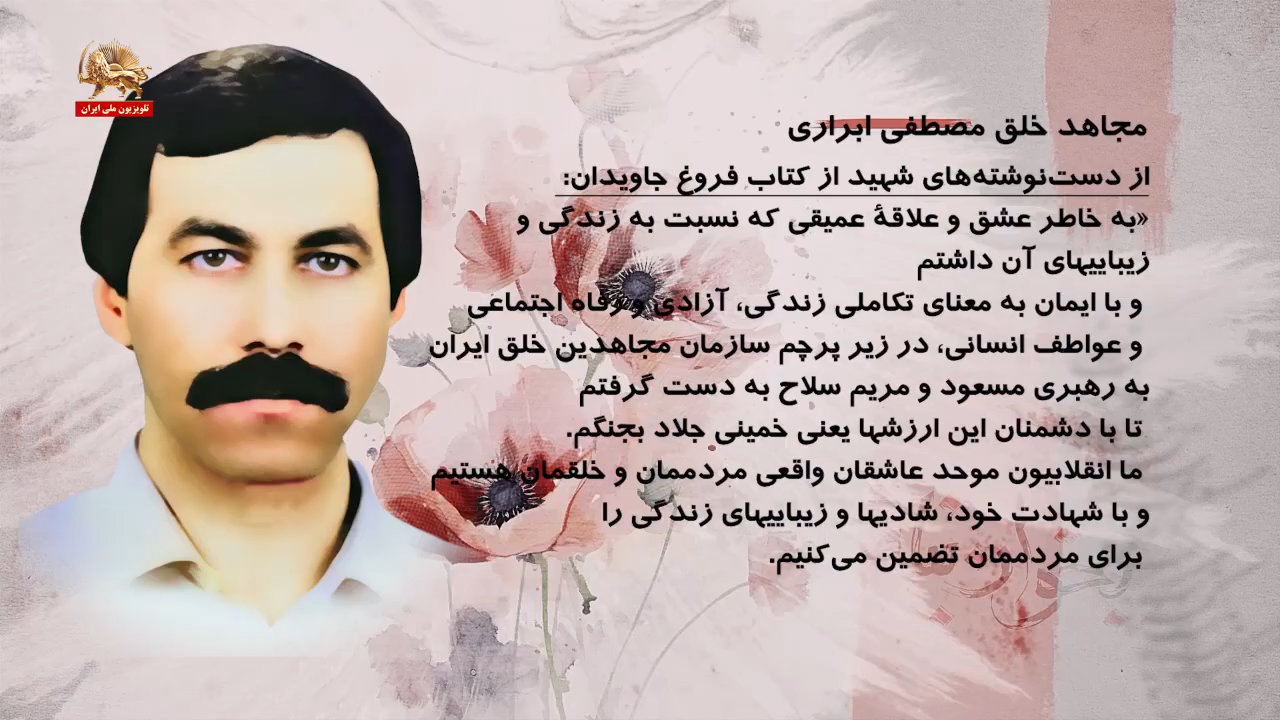 تلویزیون ملی ایران
مجاهد خلق مصطفی ابراری
از دست‌نوشته‌های شهید از کتاب فروغ جاویدان:
«به خاطر عشق و علاقهٔ عمیقی که نسبت به زندگی و
زیباییهای آن داشتم
و با ایمان به معنای تکاملی زندگی، آزادی و رفاه اجتماعی
و عواطف انسانی، در زیر پرچم سازمان مجاهدین خلق ایران
به رهبری مسعود و مریم سلاح به دست گرفتم
تا با دشمنان این ارزشها یعنی خمینی جلاد بجنگم.
ما انقلابیون موحد عاشقان واقعی مردممان و خلقمان هستیم
و با شهادت خود، شادیها و زیباییهای زندگی را
برای مردممان تضمین می‌کنیم.